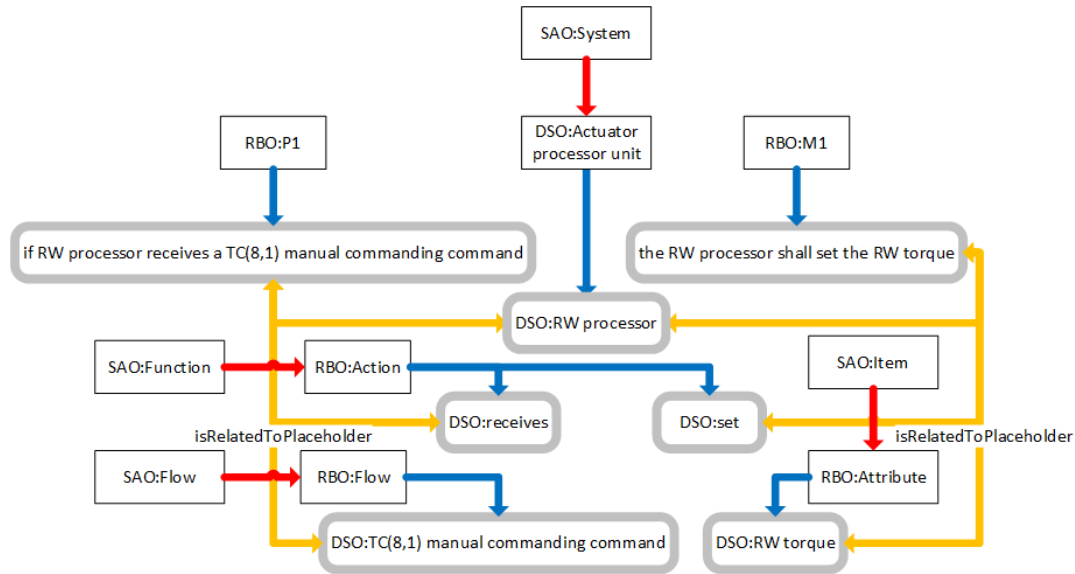 SAO:System
RBO:P1
DSO:Actuator
processor unit
RBO:M1
if RW processor receives a TC(8,1) manual commanding command
the RW processor shall set the RW torque
DSO:RW processor
SAO:Function
RBO:Action
SAO:Item
DSO:receives
DSO:set
isRelatedToPlaceholder
isRelatedToPlaceholder
SAO:Flow
RBO:Flow
RBO:Attribute
DSO:TC(8,1) manual commanding command
DSO:RW torque